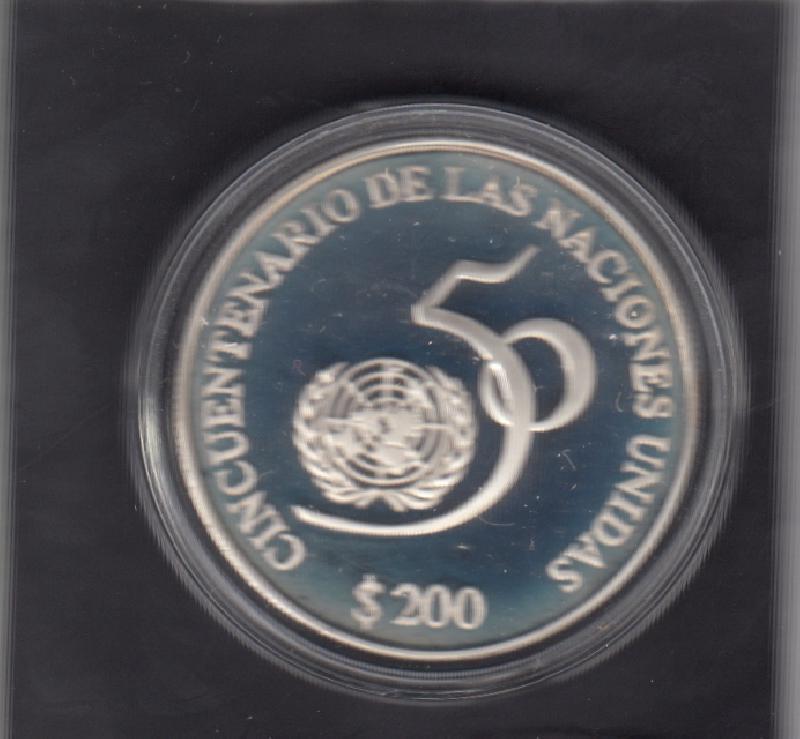 CINCUENTENARIO DE LAS NACIONES UNIDAS
50
$200